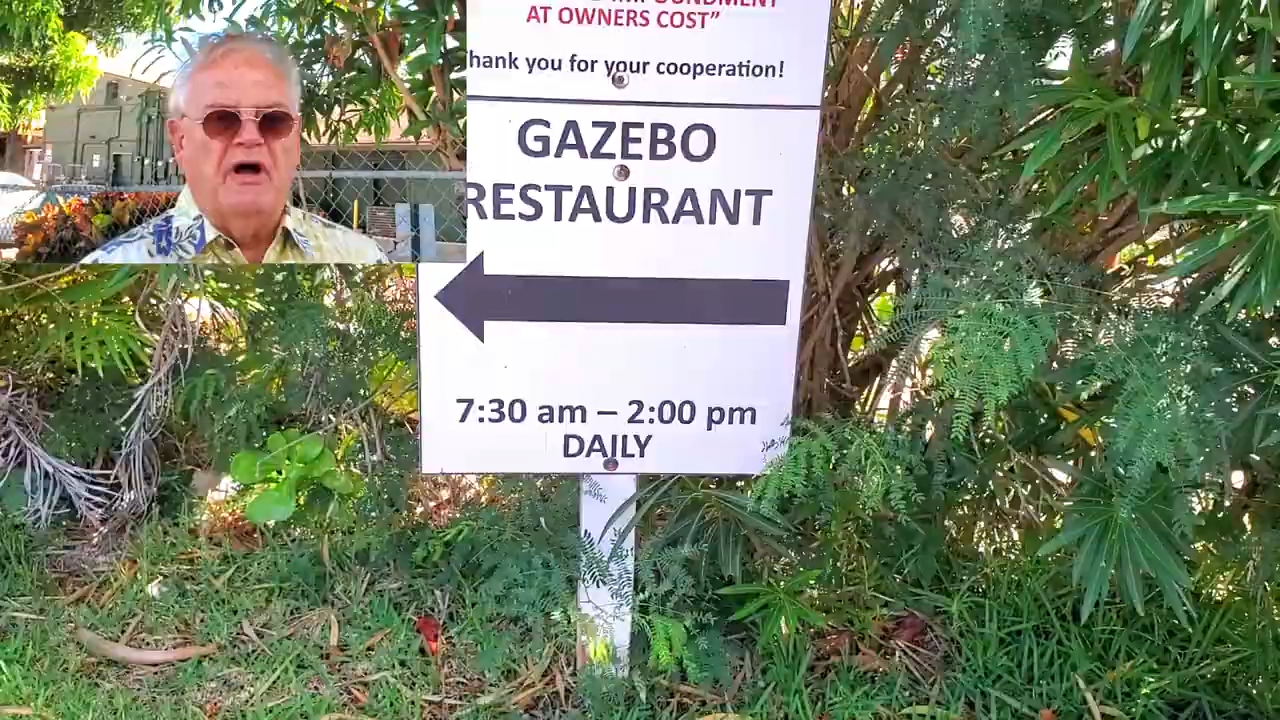 AT OWNERS COST”
hank you for your cooperation!
GAZEBO
RESTAURANT
7:30 am – 2:00 pm
DAILY